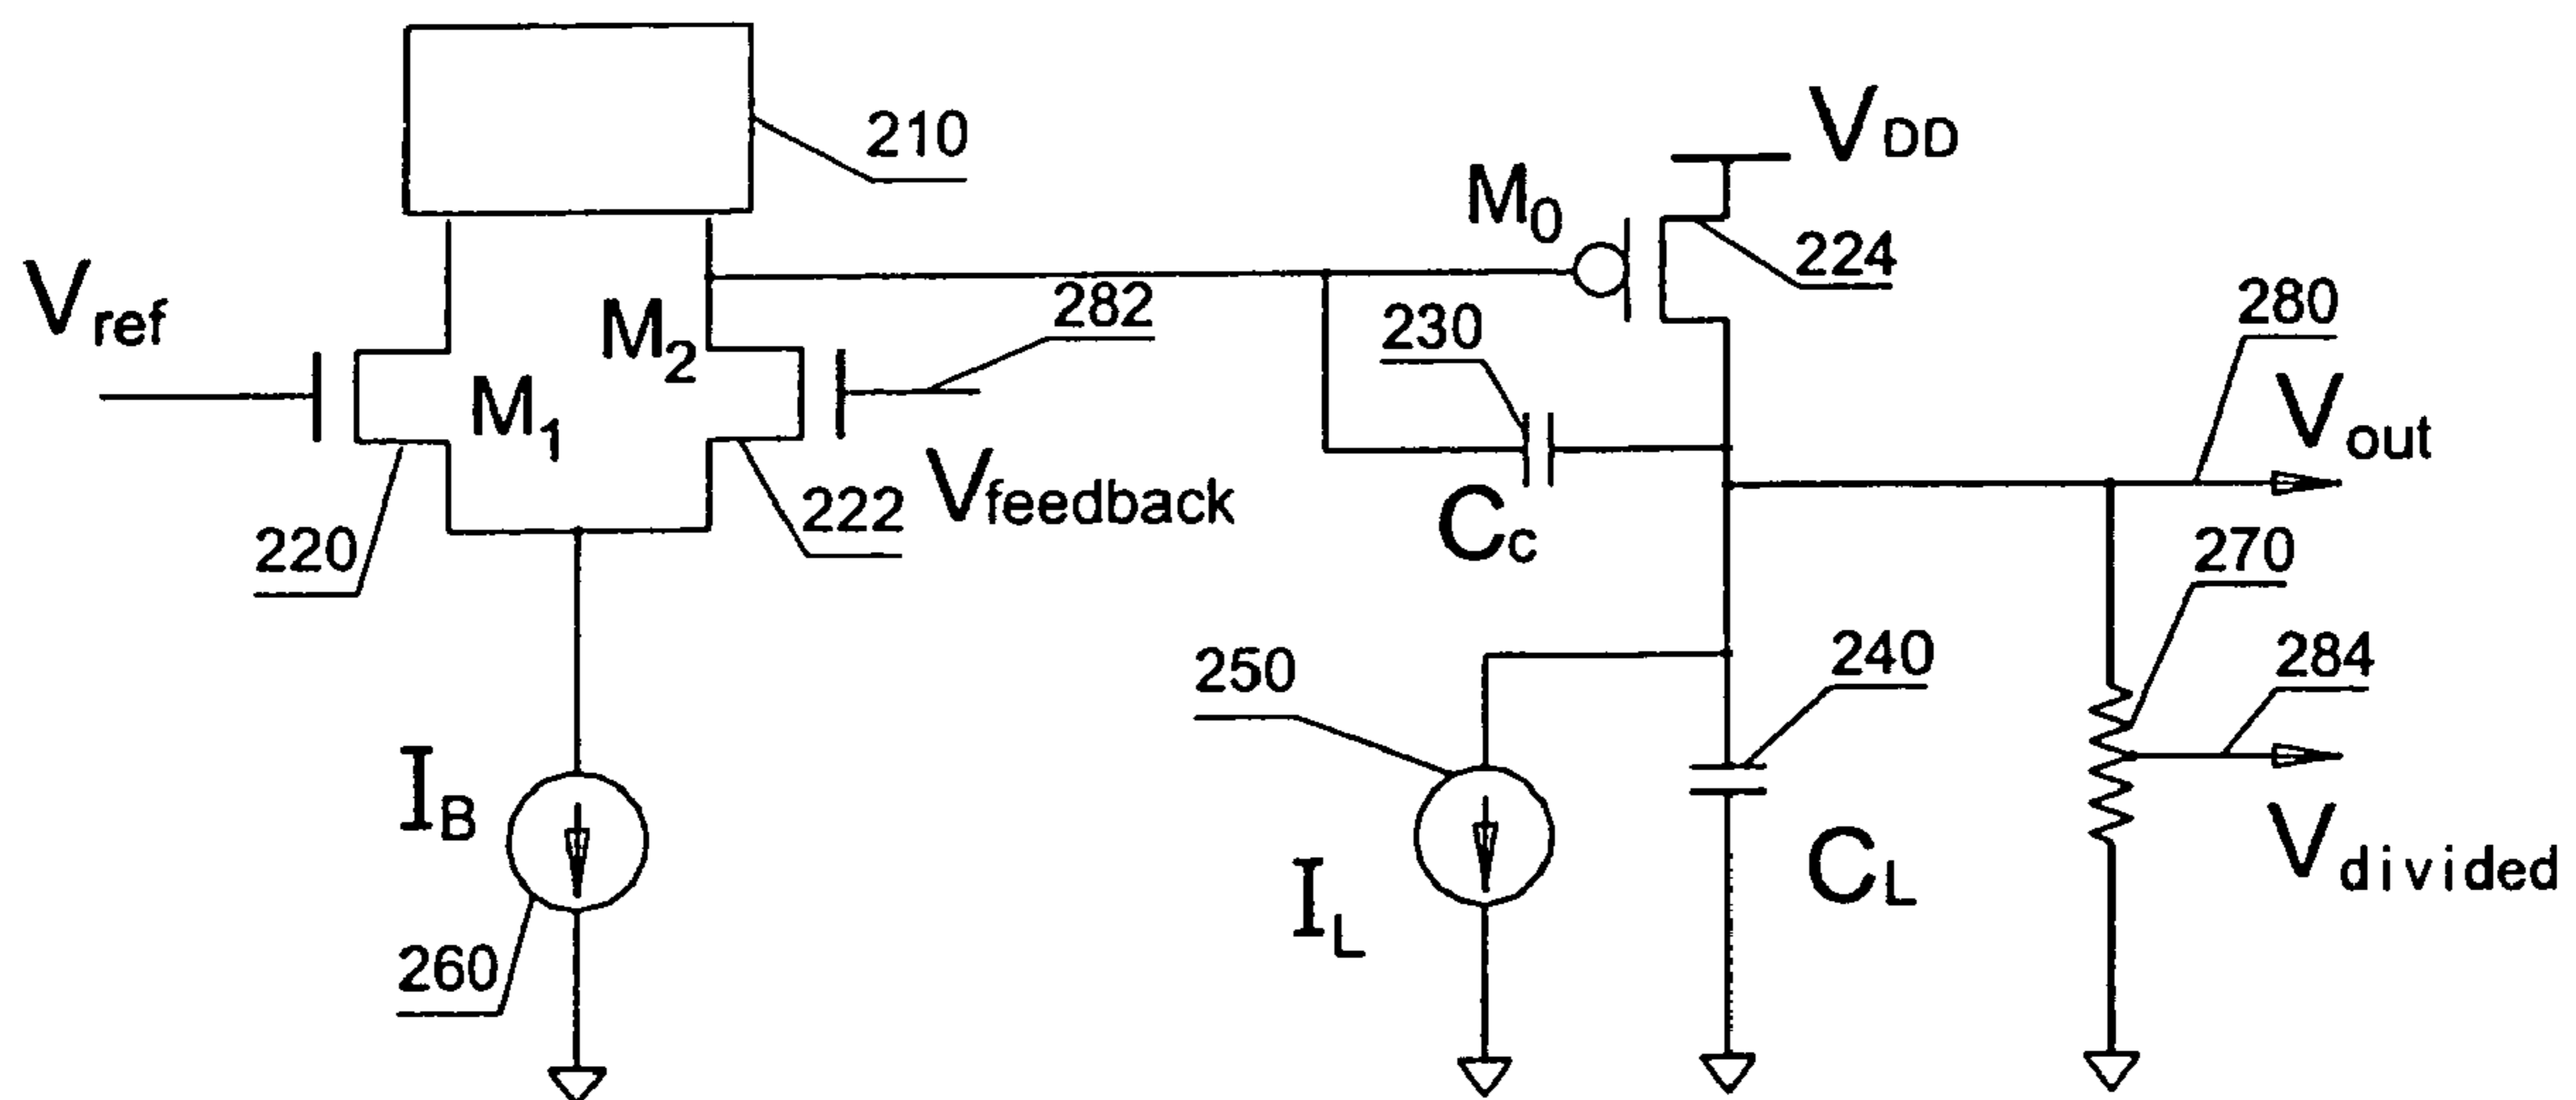 210
VDD
M0
224
Vref
M2
282
230
280
M1
Vout
222
Vfeedback
Cc
220
270
250
240
284
IB
Vdivided
CL
IL
260